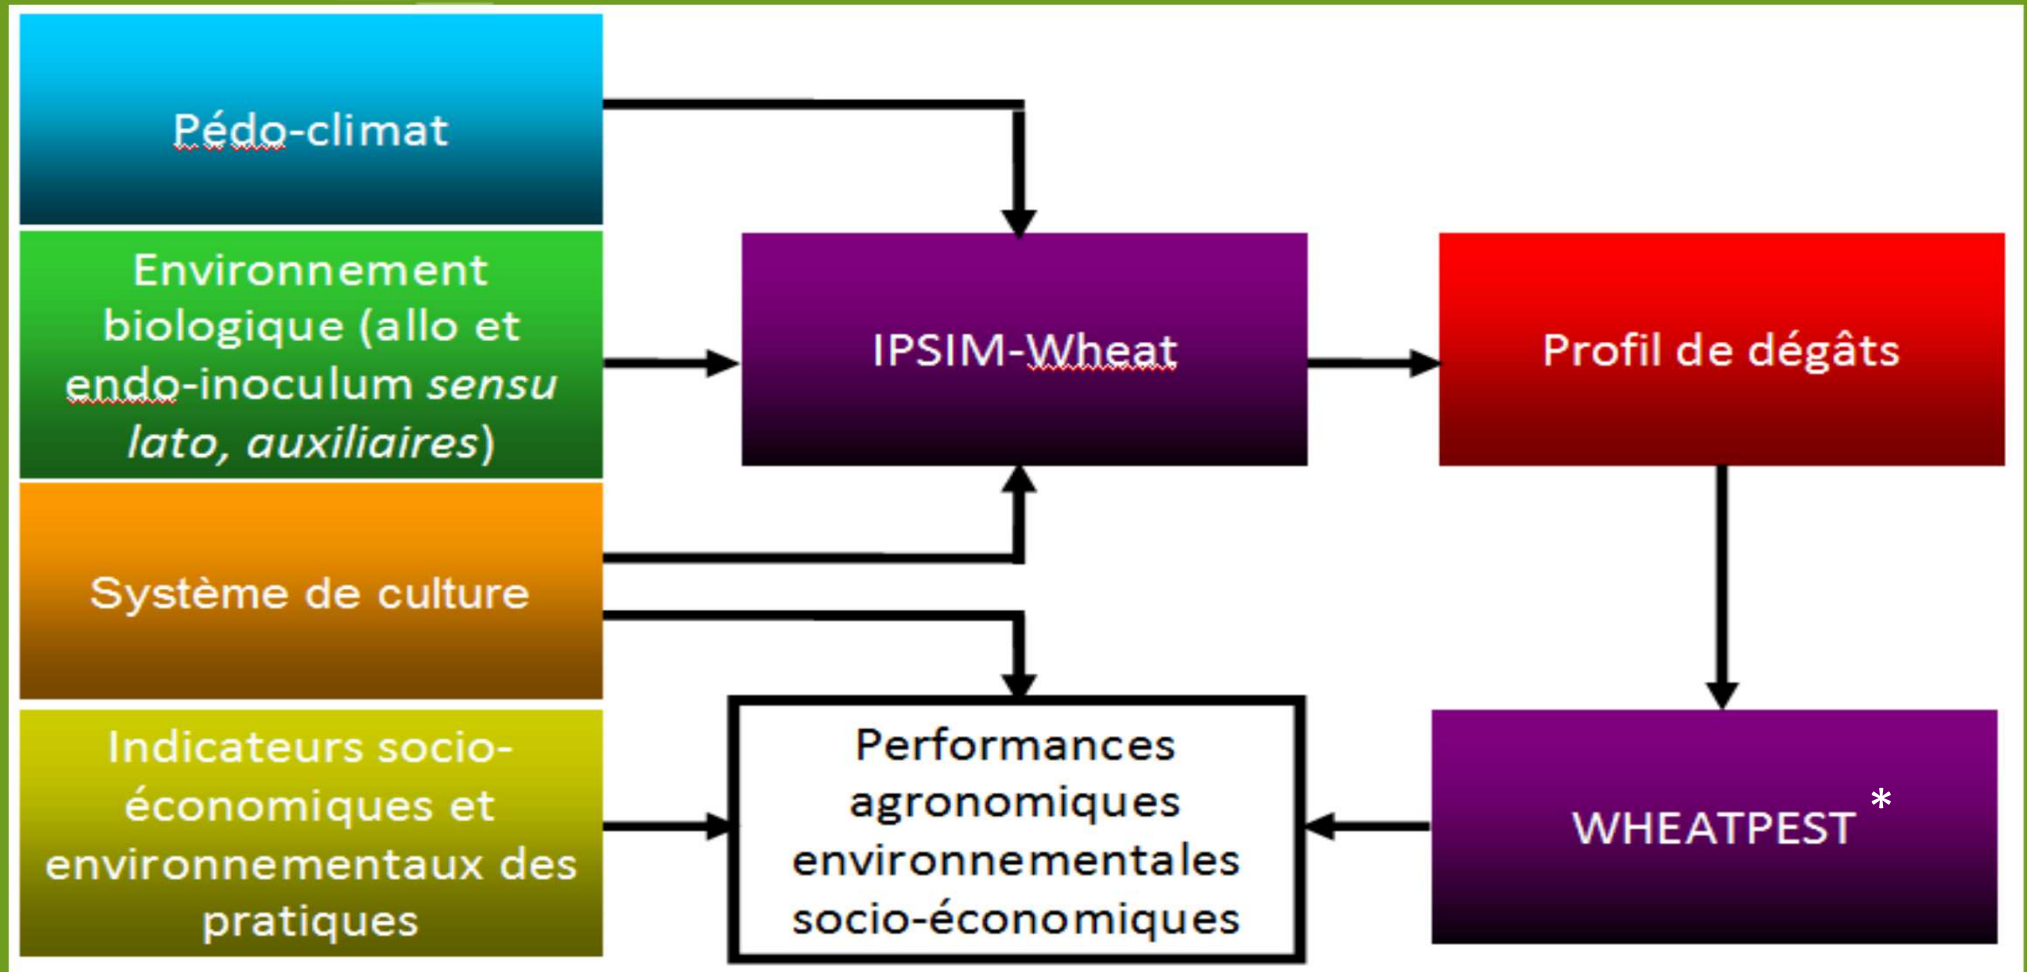 Pédo-climat
Environnement
biologique (allo et
endo-inoculum sensu
lato, auxiliaires)
Système de culture
Indicateurs socio-
économiques et
environnementaux des
pratiques
IPSIM-Wheat
Profil de dégâts
Performances
agronomiques
environnementales
socio-économiques
WHEATPEST *